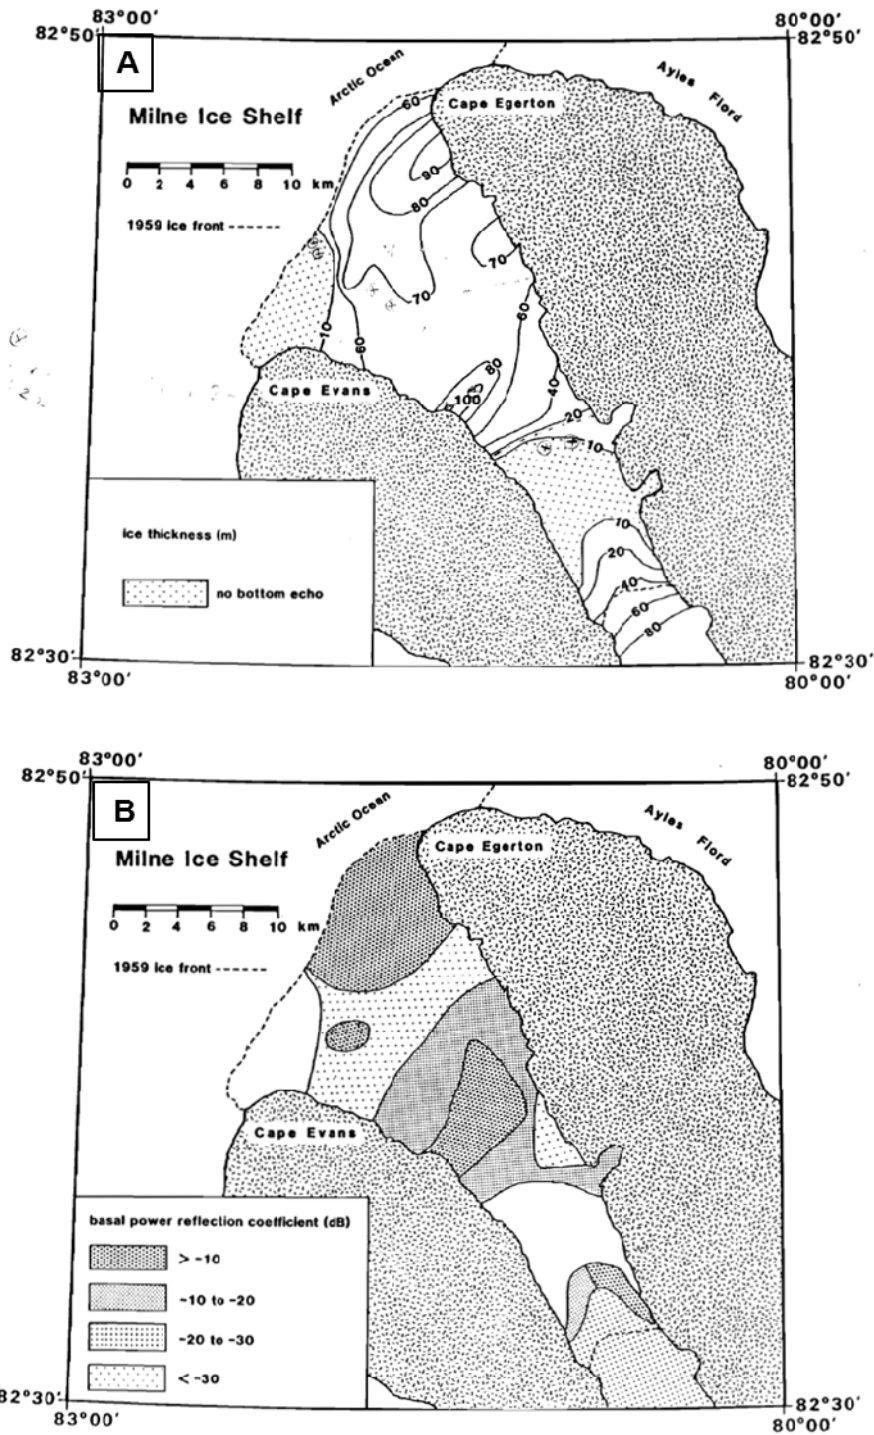 83°00′ 80°00′
82°50′ 82°50′
A
Arctic Ocean
Ayles Fiord
Cape Egerton
Milne Ice Shelf
0 2 4 6 8 10 km
1959 ice front
60
90
80
70
70
10
60
60
80
100
40
20
10
Cape Evans
10
20
40
60
80
ice thickness (m)
no bottom echo
82°30′ 82°30′
83°00′ 80°00′
83°00′ 80°00′
82°50′ 82°50′
B
Arctic Ocean
Ayles Fiord
Cape Egerton
Milne Ice Shelf
0 2 4 6 8 10 km
1959 ice front
Cape Evans
basal power reflection coefficient (dB)
> -10
-10 to -20
-20 to -30
< -30
82°30′ 82°30′
83°00′ 80°00′